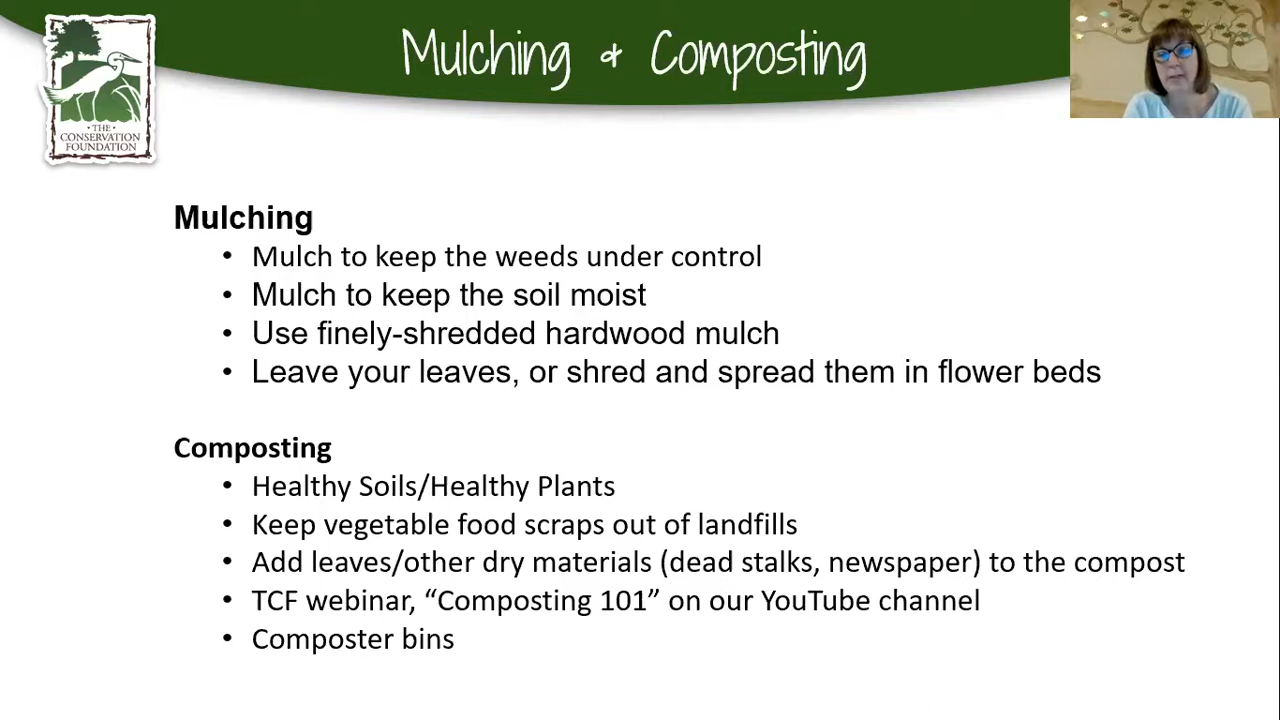 Mulching & Composting
· THE ·
CONSERVATION
FOUNDATION
Mulching
• Mulch to keep the weeds under control
• Mulch to keep the soil moist
• Use finely-shredded hardwood mulch
• Leave your leaves, or shred and spread them in flower beds
Composting
• Healthy Soils/Healthy Plants
• Keep vegetable food scraps out of landfills
• Add leaves/other dry materials (dead stalks, newspaper) to the compost
• TCF webinar, “Composting 101” on our YouTube channel
• Composter bins